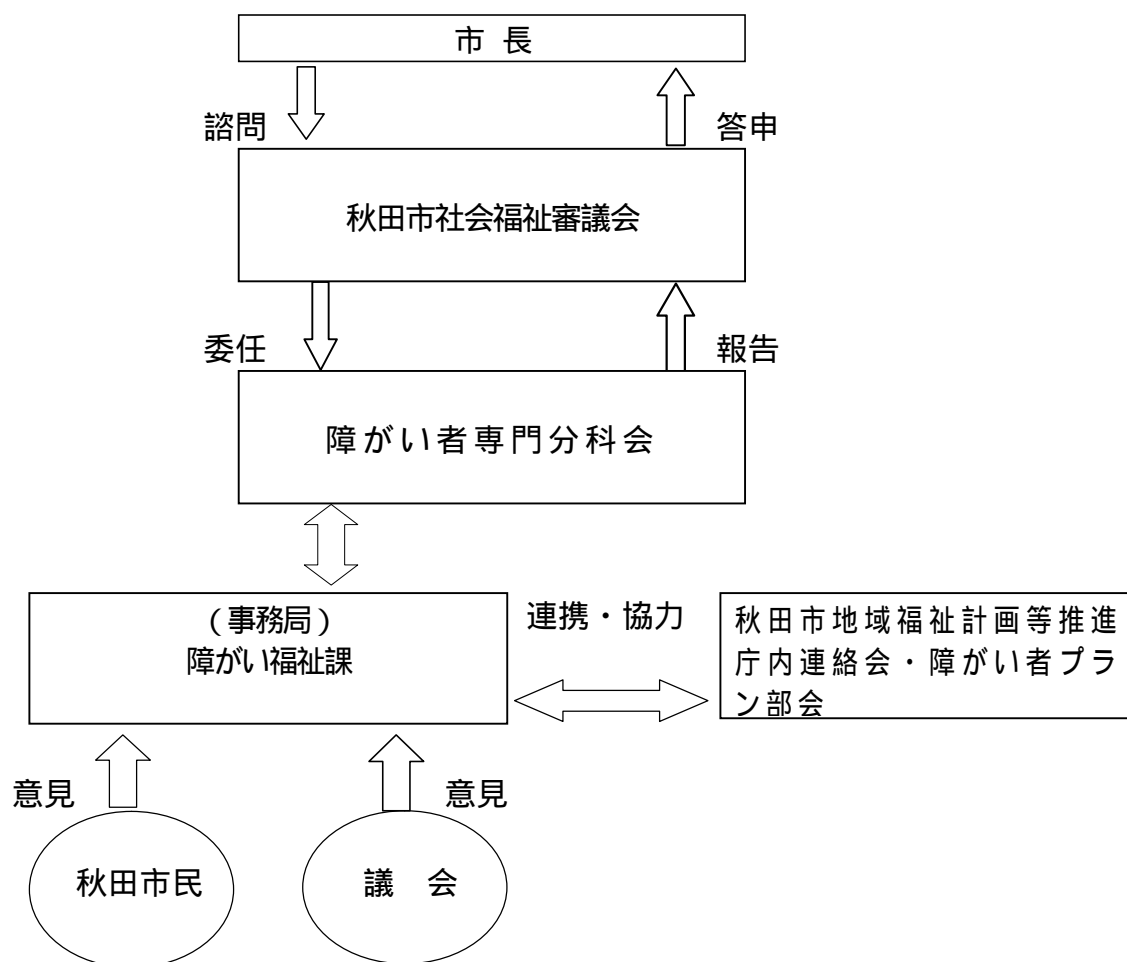 市 長
諮問
答申
秋田市社会福祉審議会
委任
報告
障がい者専門分科会
（事務局）
障がい福祉課
連携・協力
秋田市地域福祉計画等推進
庁内連絡会・障がい者プラ
ン部会
意見
意見
秋田市民
議　会